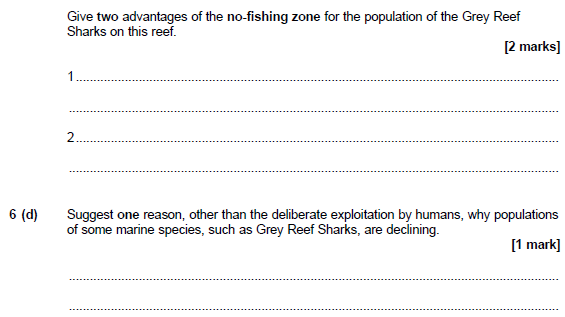 Give two advantages of the no-fishing zone for the population of the Grey Reef
Sharks on this reef.
[2 marks]
1
2
6 (d) Suggest one reason, other than the deliberate exploitation by humans, why populations
of some marine species, such as Grey Reef Sharks, are declining.
[1 mark]